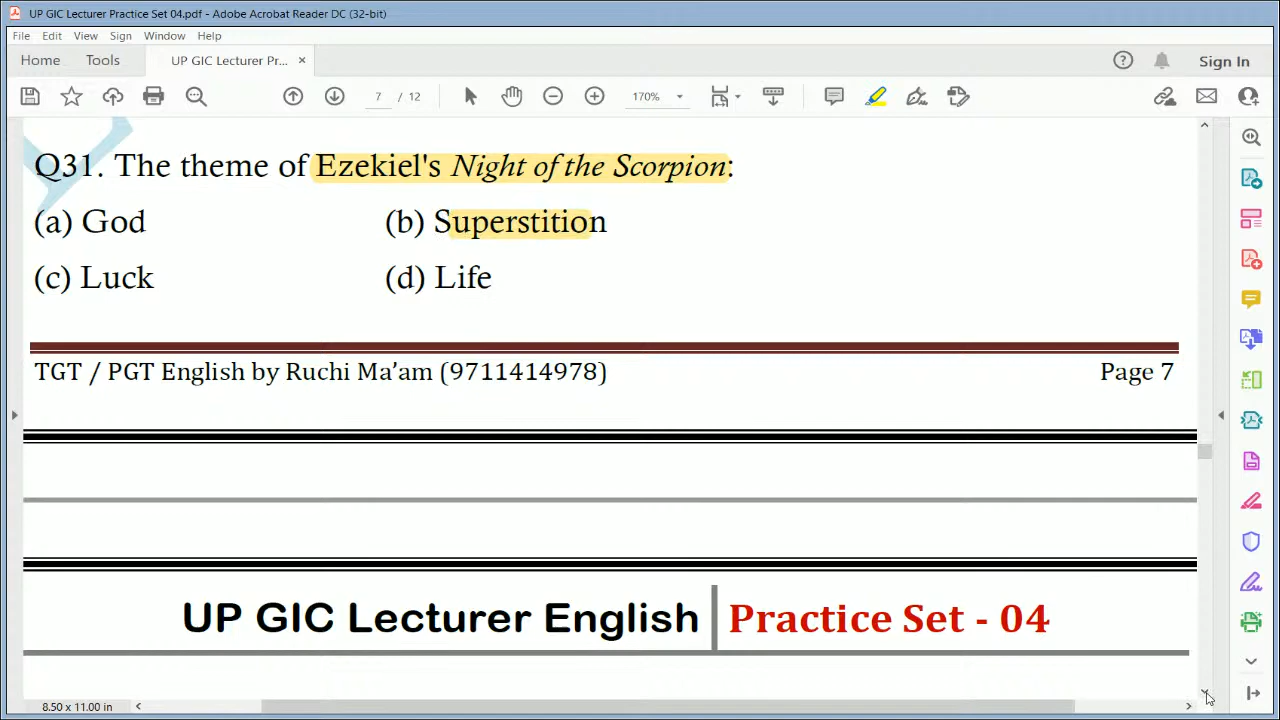 UP GIC Lecturer Practice Set 04.pdf - Adobe Acrobat Reader DC (32-bit)
File Edit View Sign Window Help
Home Tools UP GIC Lecturer Pr... × Sign In
7 / 12 170%
Q31. The theme of Ezekiel's Night of the Scorpion:
(a) God (b) Superstition
(c) Luck (d) Life
TGT / PGT English by Ruchi Ma’am (9711414978) Page 7
UP GIC Lecturer English Practice Set - 04
8.50 x 11.00 in